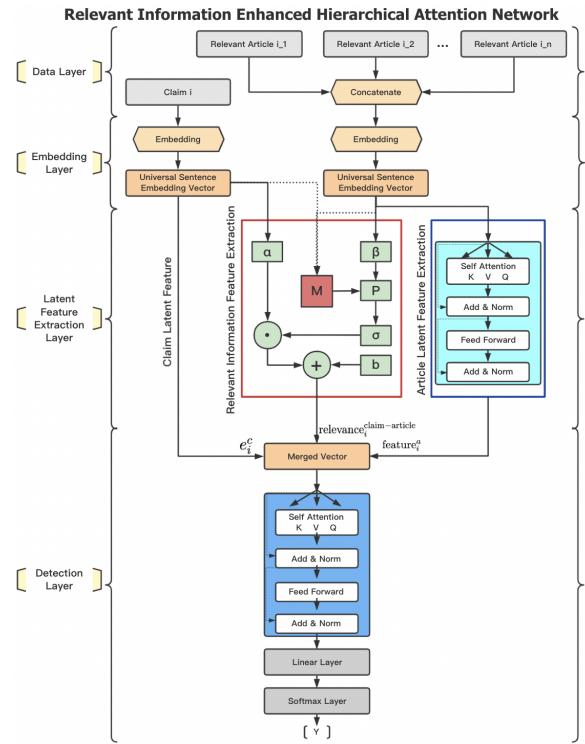 Relevant Information Enhanced Hierarchical Attention Network
Data Layer
Relevant Article i_1
Relevant Article i_2
...
Relevant Article i_n
Claim i
Concatenate
Embedding
Layer
Embedding
Embedding
Universal Sentence
Embedding Vector
Universal Sentence
Embedding Vector
Latent
Feature
Extraction
Layer
Claim Latent Feature
Relevant Information Feature Extraction
α
β
M
P
σ
·
+
b
Article Latent Feature Extraction
Self Attention
K V Q
Add & Norm
Feed Forward
Add & Norm
relevance_i^{claim−article}
e_i^c
feature_i^a
Merged Vector
Detection
Layer
Self Attention
K V Q
Add & Norm
Feed Forward
Add & Norm
Linear Layer
Softmax Layer
[ Y ]